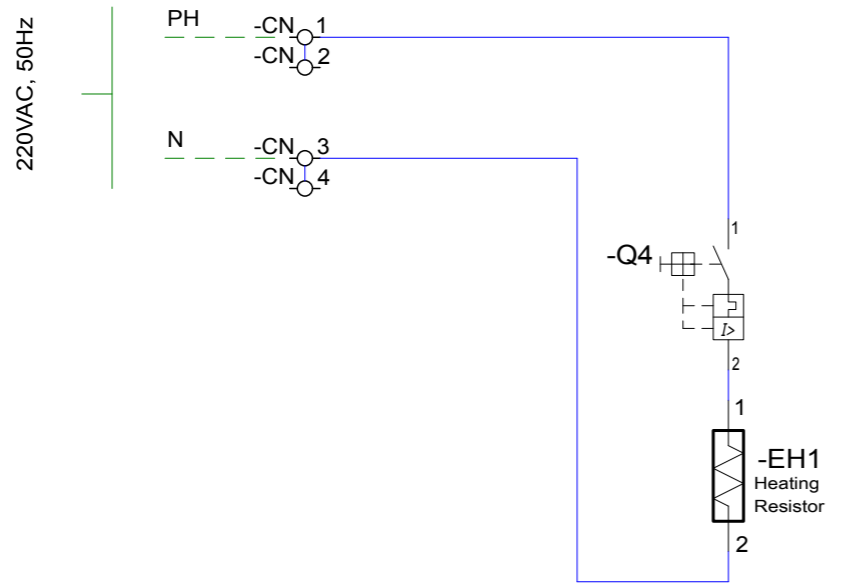 220VAC, 50Hz
PH
-CN 1
-CN 2
N
-CN 3
-CN 4
1
-Q4
I>
2
1
-EH1
Heating
Resistor
2